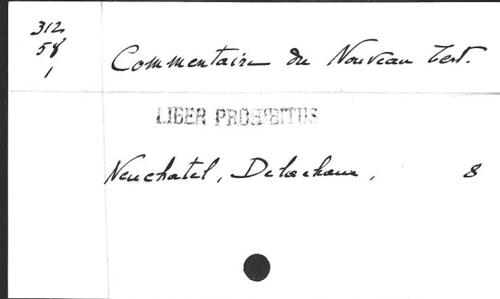 312
58
1
Commentaire du Nouveau Test.
LIBER PROHIBITUS
Neuchatel, Delachaux, 8